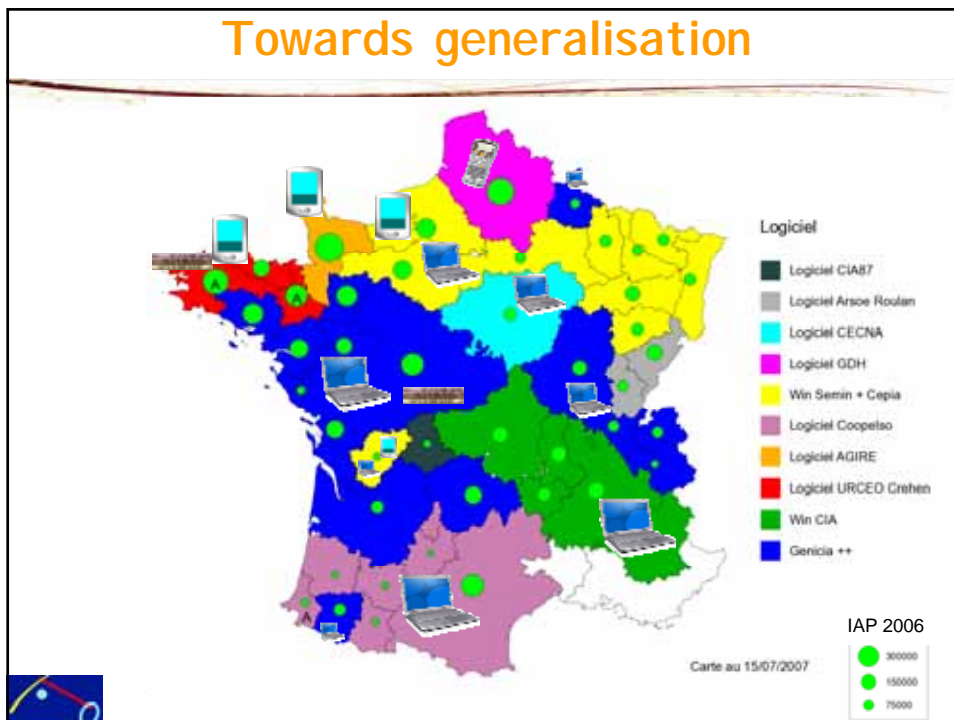 Towards generalisation
Logiciel
Logiciel CIA87
Logiciel Arsoe Roulan
Logiciel CECNA
Logiciel GDH
Win Semin + Cepia
Logiciel Coopelso
Logiciel AGIRE
Logiciel URCEO Crehen
Win CIA
Genicia ++
A
A
A
IAP 2006
300000
150000
75000
Carte au 15/07/2007